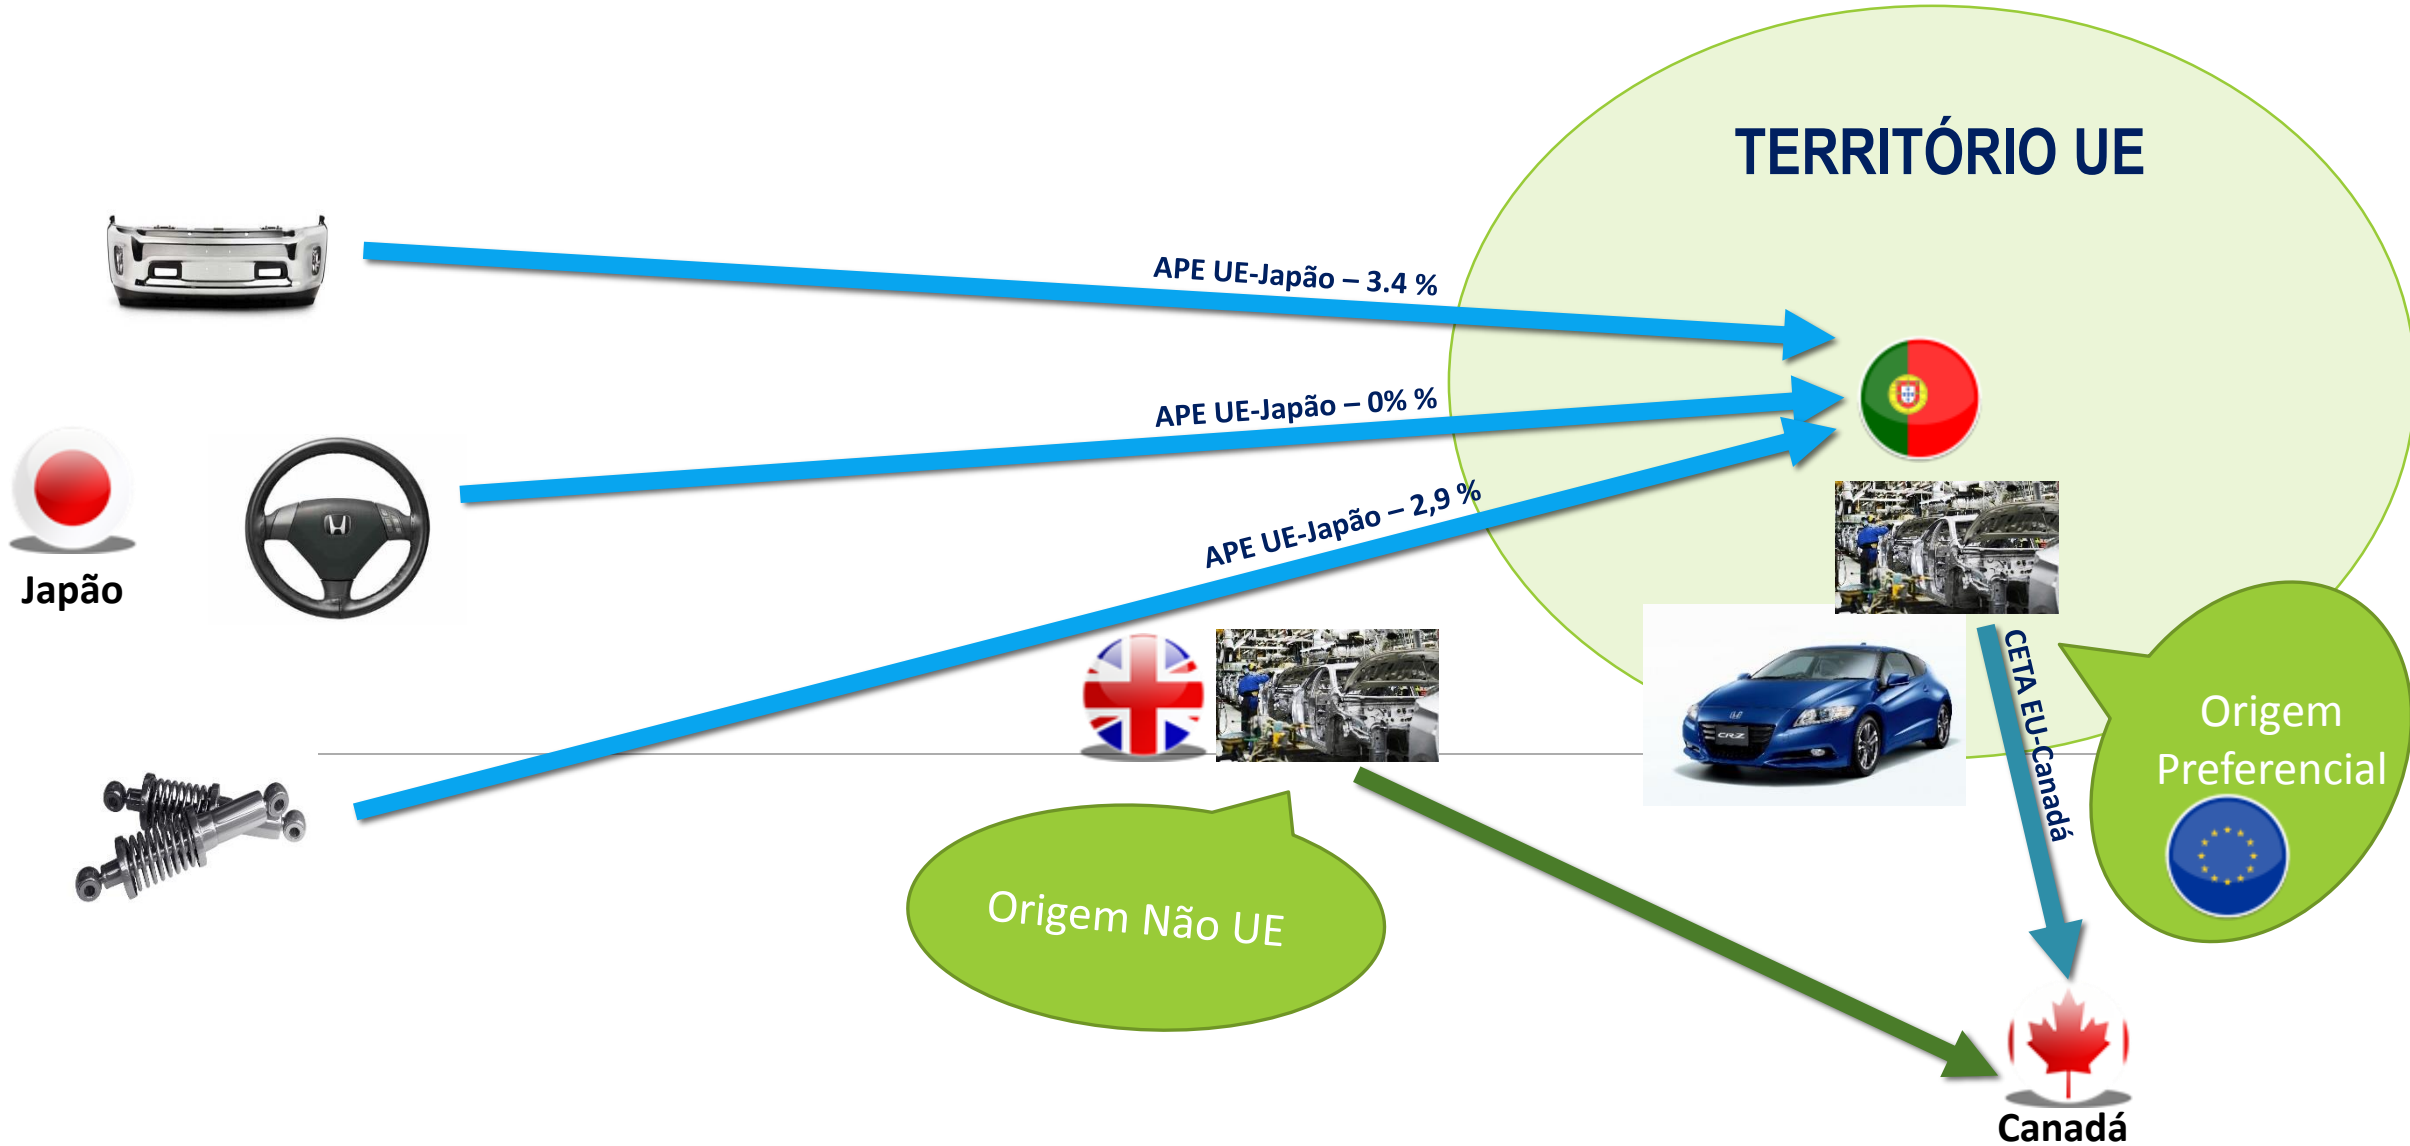 TERRITÓRIO UE
APE UE-Japão – 3.4 %
APE UE-Japão – 0% %
APE UE-Japão – 2,9 %
Japão
CETA EU-Canadá
Origem
Preferencial
CR-Z
Origem Não UE
Canadá